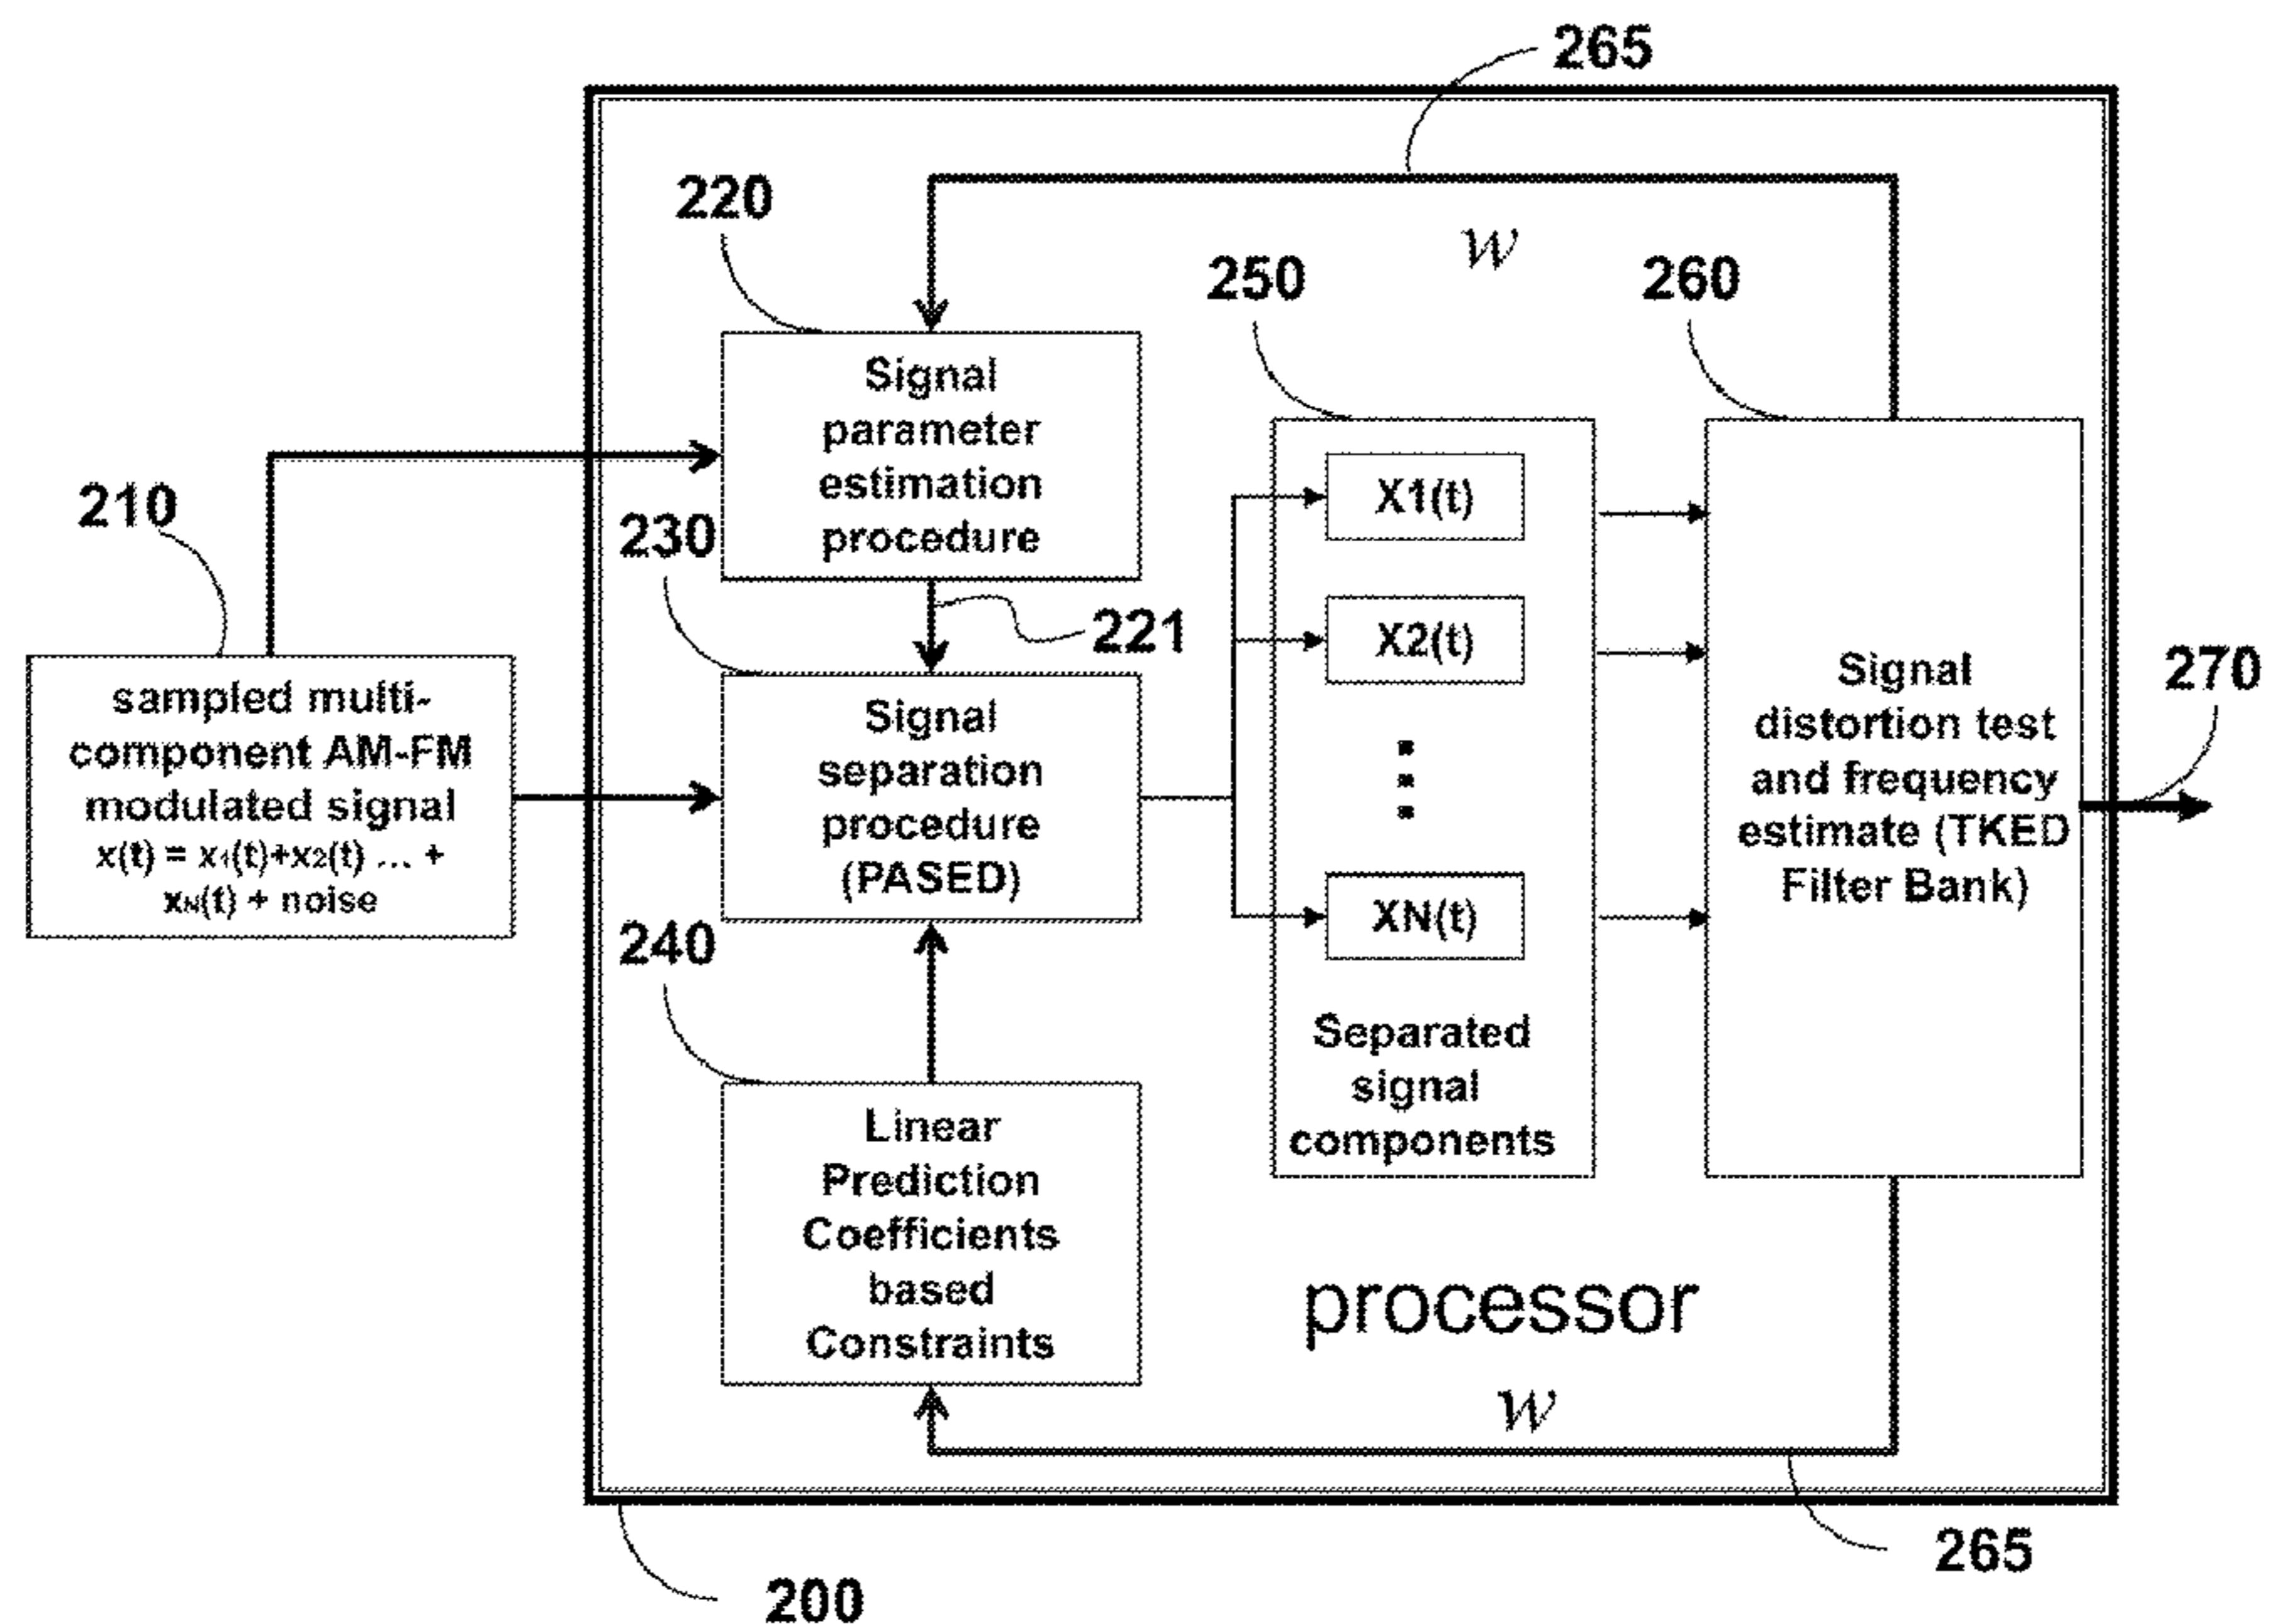 265
220
w
250
260
Signal
parameter
estimation
procedure
X1(t)
210
230
221
X2(t)
270
sampled multi-
component AM-FM
modulated signal
x(t) = x1(t)+x2(t) ... +
xN(t) + noise
Signal
separation
procedure
(PASED)
Signal
distortion test
and frequency
estimate (TKED
Filter Bank)
XN(t)
240
Separated
signal
components
Linear
Prediction
Coefficients
based
Constraints
processor
w
265
200